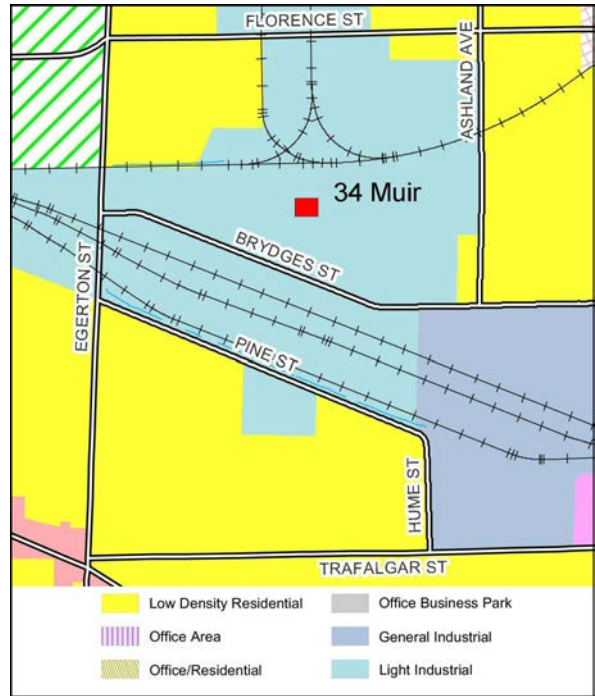 FLORENCE ST
ASHLAND AVE
34 Muir
BRYDGES ST
EGERTON ST
PINE ST
HUME ST
TRAFALGAR ST
Low Density Residential
Office Business Park
Office Area
General Industrial
Office/Residential
Light Industrial